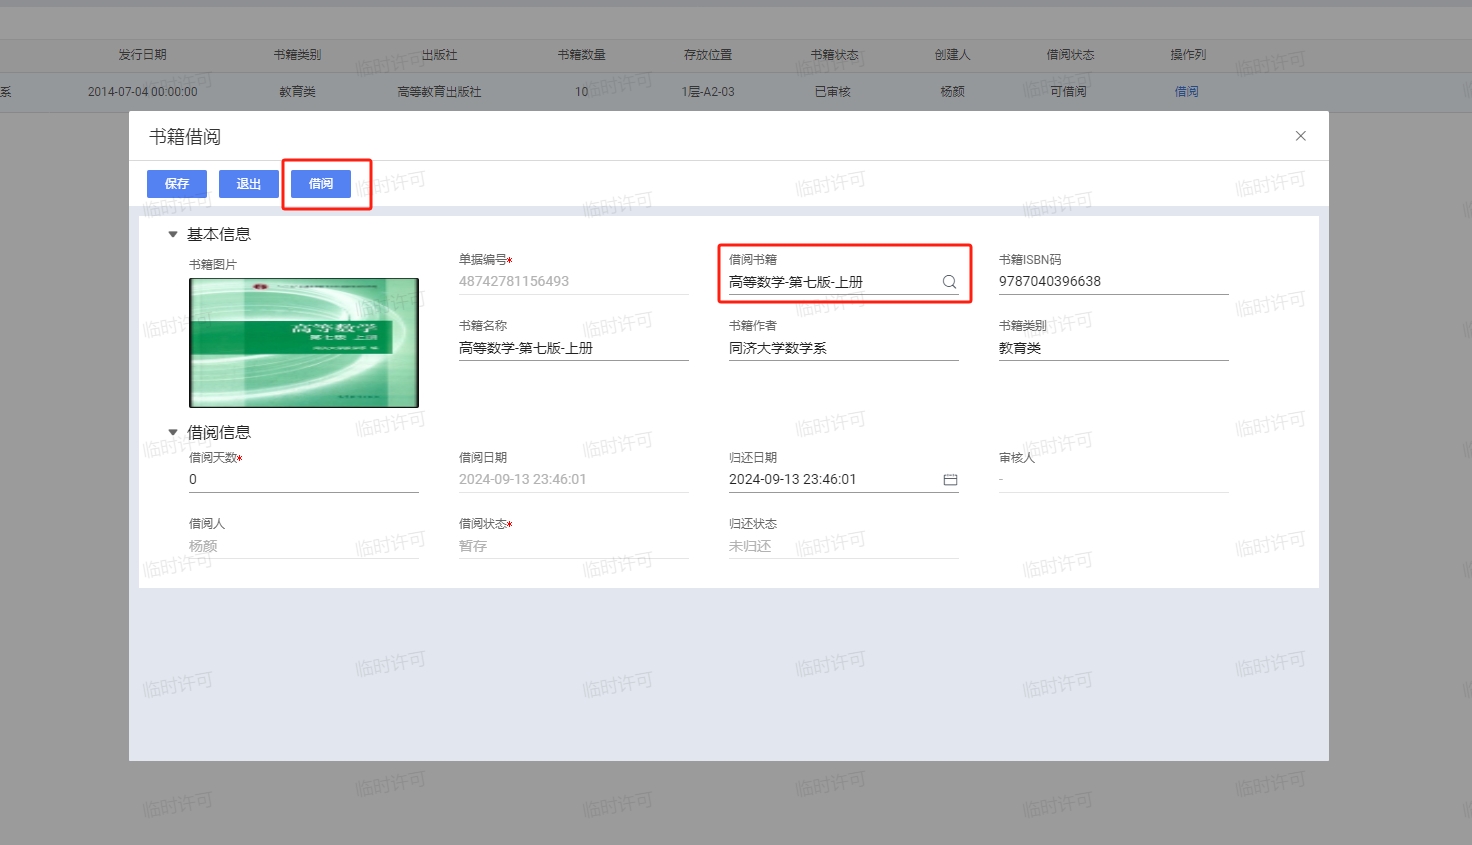 发行日期 书籍类别 出版社 书籍数量 存放位置 书籍状态 创建人 借阅状态 操作列
系 2014-07-04 00:00:00 教育类 高等教育出版社 10 1层-A2-03 已审核 杨颜 可借阅 借阅
书籍借阅
保存 退出 借阅
基本信息
书籍图片
高等数学
第七版 上册
单据编号*
48742781156493
借阅书籍
高等数学-第七版-上册
书籍ISBN码
9787040396638
书籍名称
高等数学-第七版-上册
书籍作者
同济大学数学系
书籍类别
教育类
借阅信息
借阅天数*
0
借阅日期
2024-09-13 23:46:01
归还日期
2024-09-13 23:46:01
审核人
-
借阅人
杨颜
借阅状态*
暂存
归还状态
未归还
临时许可